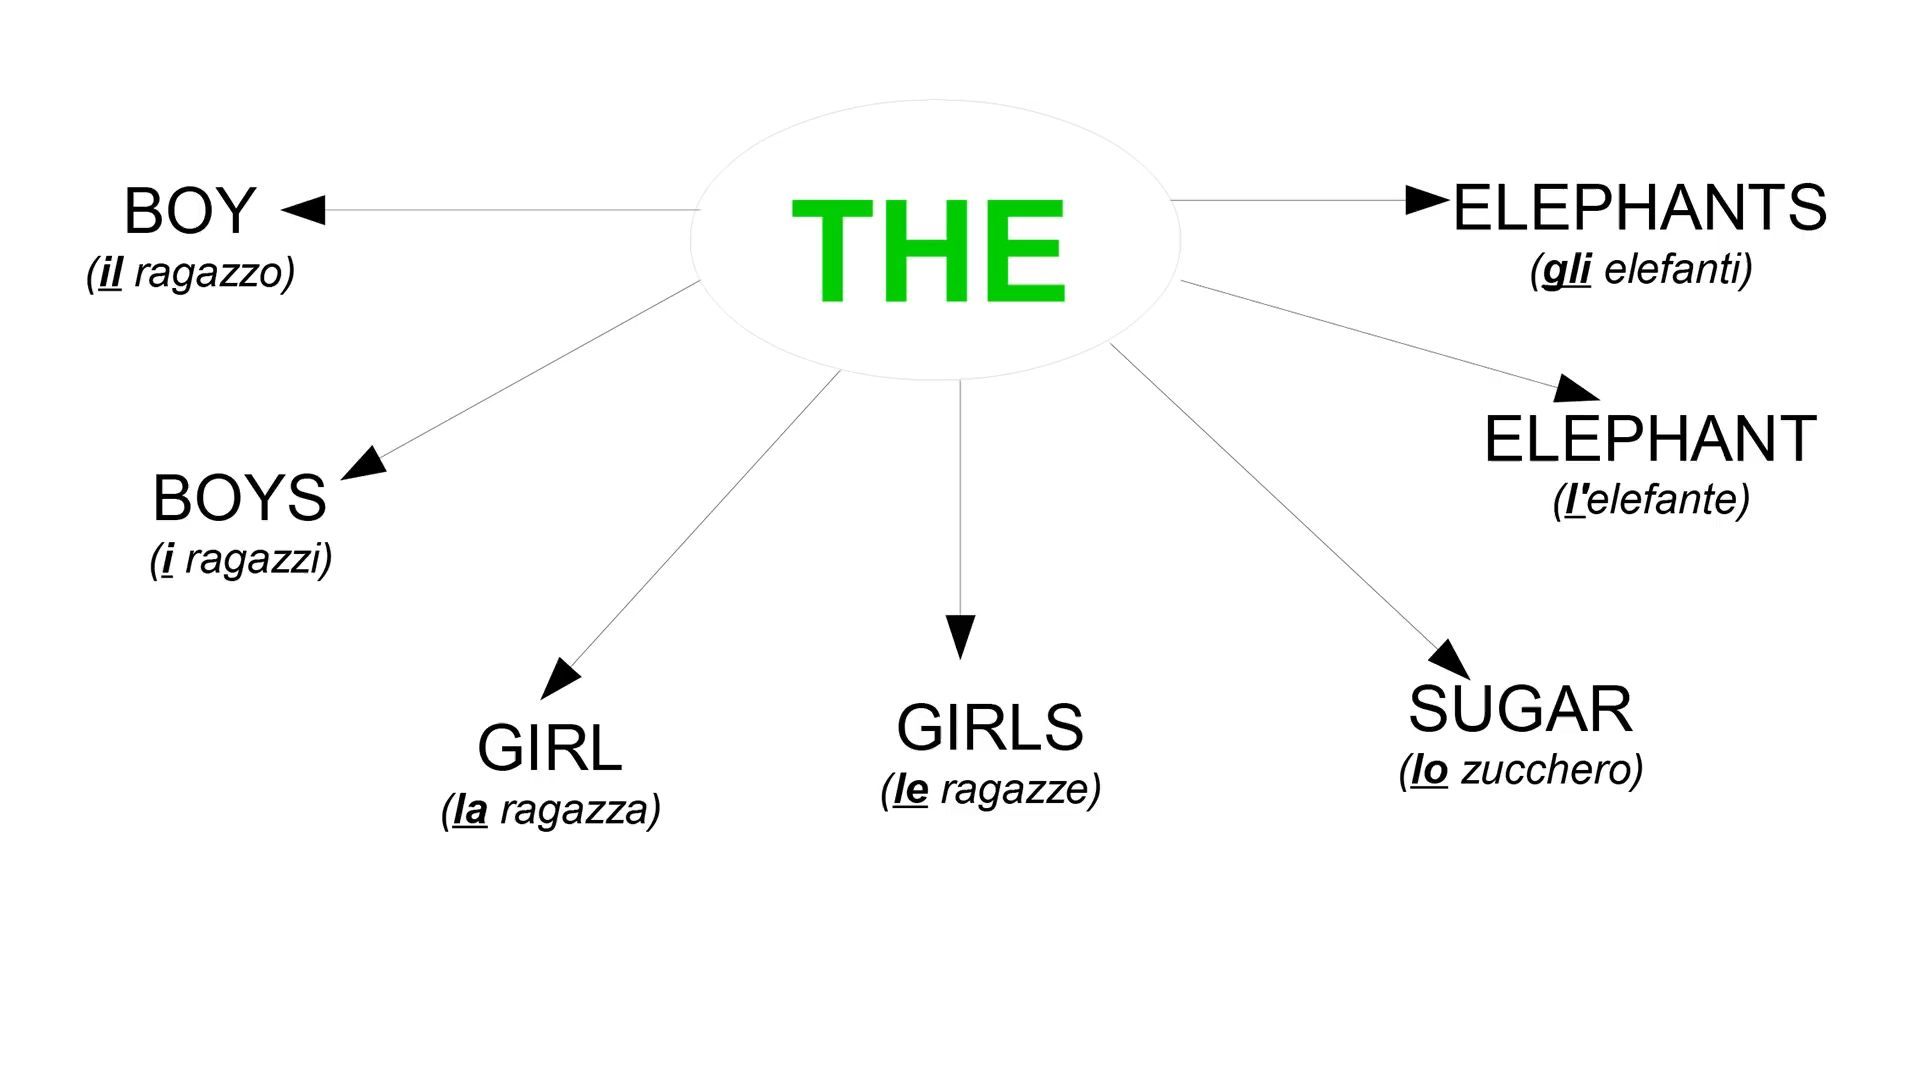 THE
BOY
(il ragazzo)
BOYS
(i ragazzi)
GIRL
(la ragazza)
GIRLS
(le ragazze)
SUGAR
(lo zucchero)
ELEPHANT
(l'elefante)
ELEPHANTS
(gli elefanti)